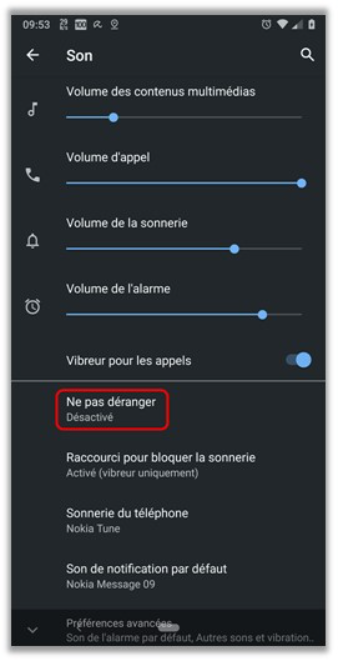 09:53
Son
Volume des contenus multimédias
Volume d'appel
Volume de la sonnerie
Volume de l'alarme
Vibreur pour les appels
Ne pas déranger
Désactivé
Raccourci pour bloquer la sonnerie
Activé (vibreur uniquement)
Sonnerie du téléphone
Nokia Tune
Son de notification par défaut
Nokia Message 09
Préférences avancées
Son de l'alarme par défaut, Autres sons et vibration..